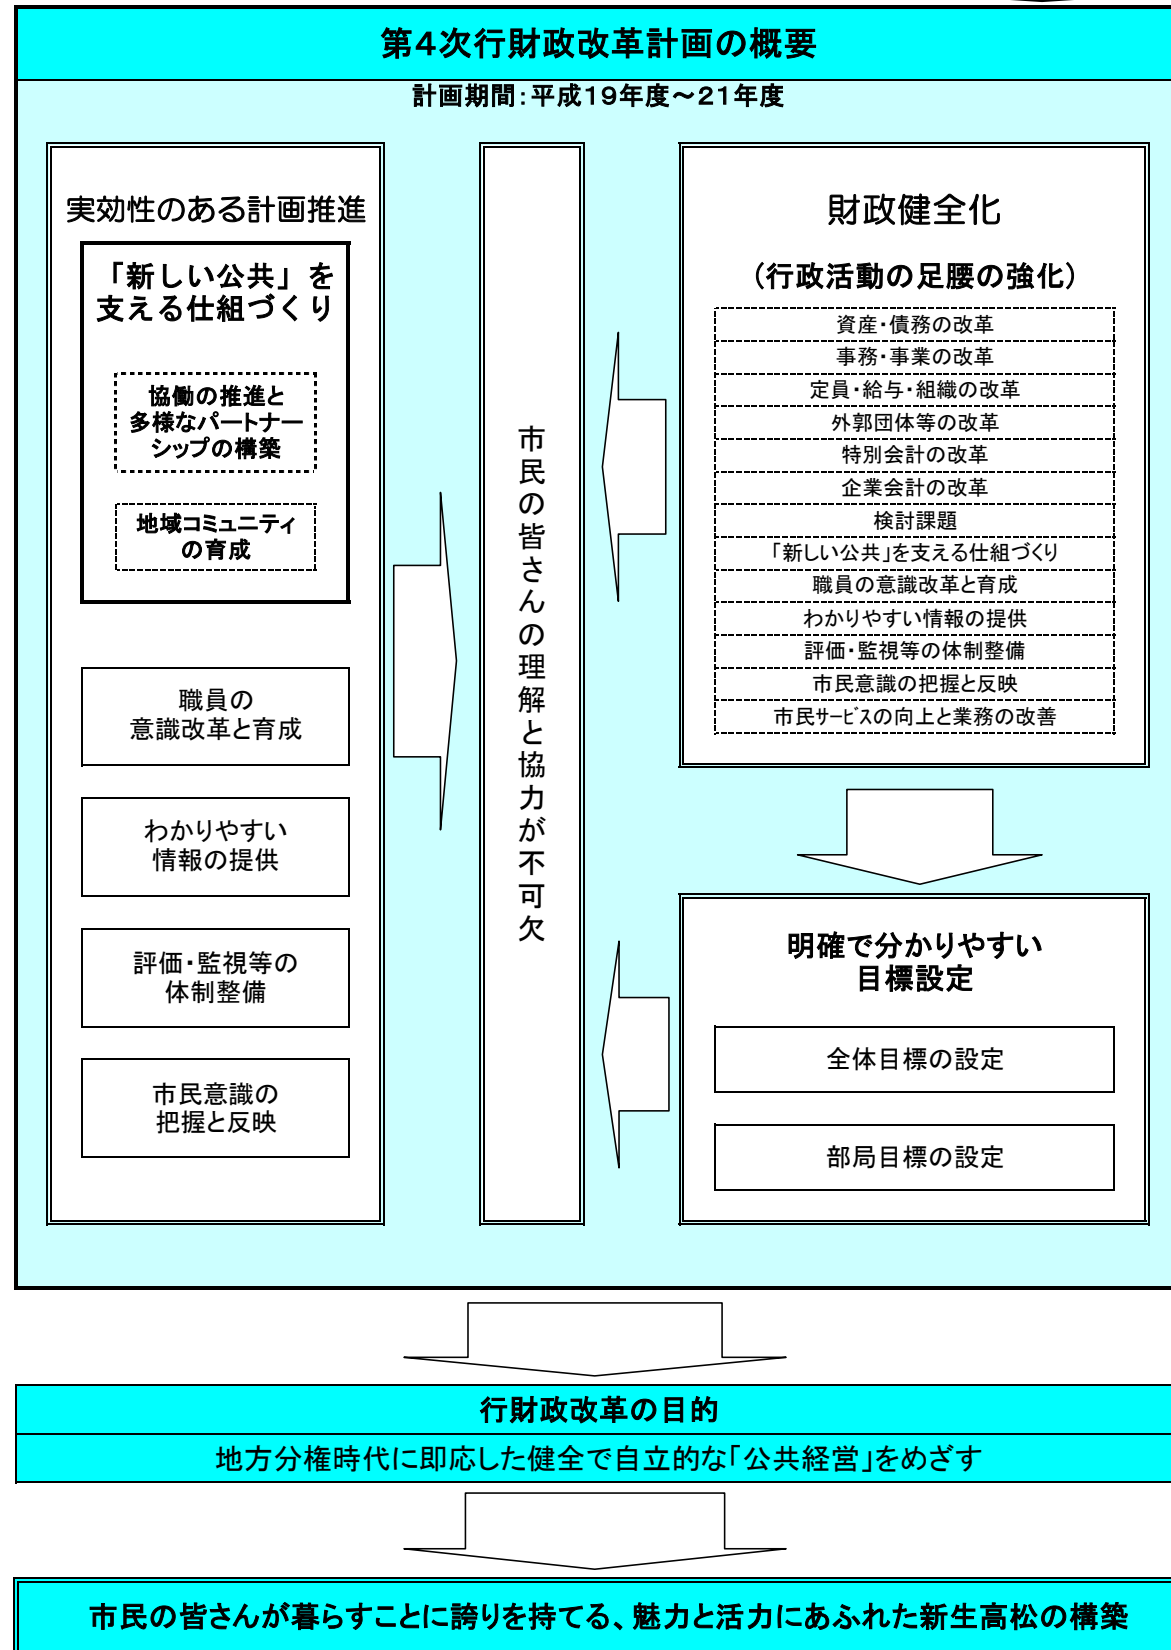 第4次行財政改革計画の概要
計画期間:平成19年度～21年度
実効性のある計画推進
「新しい公共」を
支える仕組づくり
協働の推進と
多様なパートナー
シップの構築
地域コミュニティ
の育成
職員の
意識改革と育成
わかりやすい
情報の提供
評価・監視等の
体制整備
市民意識の
把握と反映
市民の皆さんの理解と協力が不可欠
財政健全化
(行政活動の足腰の強化)
資産・債務の改革
事務・事業の改革
定員・給与・組織の改革
外郭団体等の改革
特別会計の改革
企業会計の改革
検討課題
「新しい公共」を支える仕組づくり
職員の意識改革と育成
わかりやすい情報の提供
評価・監視等の体制整備
市民意識の把握と反映
市民サービスの向上と業務の改善
明確で分かりやすい
目標設定
全体目標の設定
部局目標の設定
行財政改革の目的
地方分権時代に即応した健全で自立的な「公共経営」をめざす
市民の皆さんが暮らすことに誇りを持てる、魅力と活力にあふれた新生高松の構築